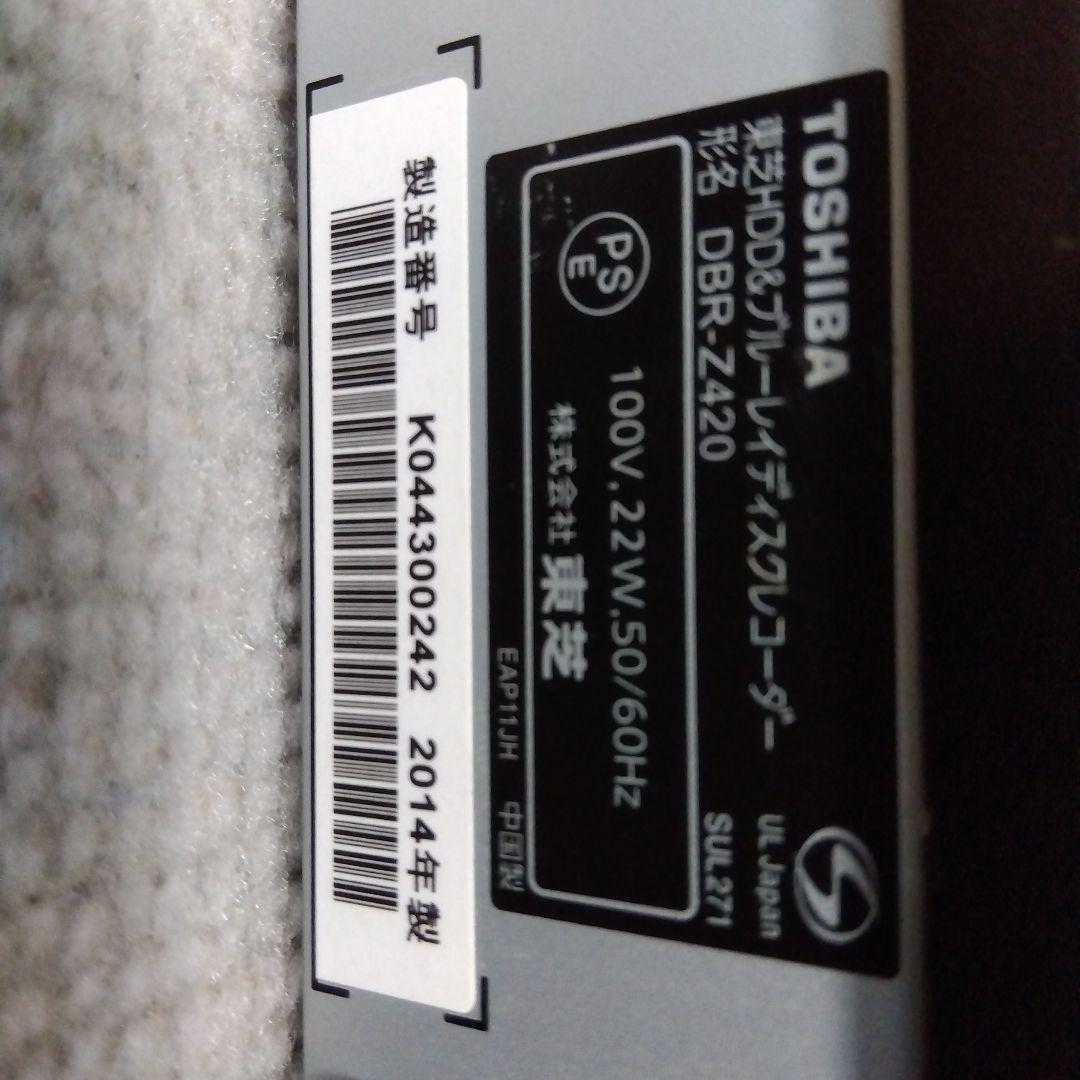 TOSHIBA
東芝HDD&ブルーレイディスクレコーダー
形名 DBR-Z420
UL Japan
SUL271
PS
E
100V,22W,50/60Hz
株式会社 東芝
EAP11JH 中国製
製造番号 K04430024​2 2014年製